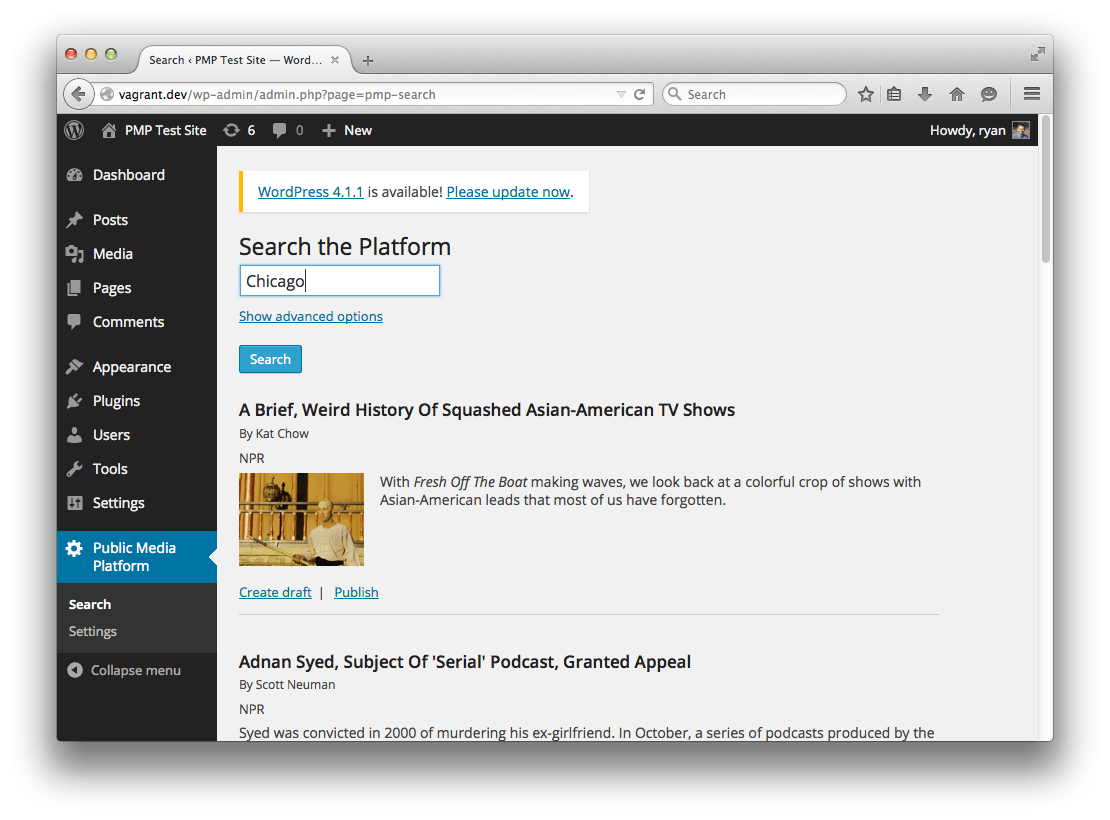 Search ‹ PMP Test Site — Word...
vagrant.dev/wp-admin/admin.php?page=pmp-search
Search
PMP Test Site 6 0 New
Howdy, ryan
Dashboard
Posts
Media
Pages
Comments
Appearance
Plugins
Users
Tools
Settings
Public Media
Platform
Search
Settings
Collapse menu
WordPress 4.1.1 is available! Please update now.
Search the Platform
Chicago
Show advanced options
Search
A Brief, Weird History Of Squashed Asian-American TV Shows
By Kat Chow
NPR
With Fresh Off The Boat making waves, we look back at a colorful crop of shows with
Asian-American leads that most of us have forgotten.
Create draft | Publish
Adnan Syed, Subject Of 'Serial' Podcast, Granted Appeal
By Scott Neuman
NPR
Syed was convicted in 2000 of murdering his ex-girlfriend. In October, a series of podcasts produced by the